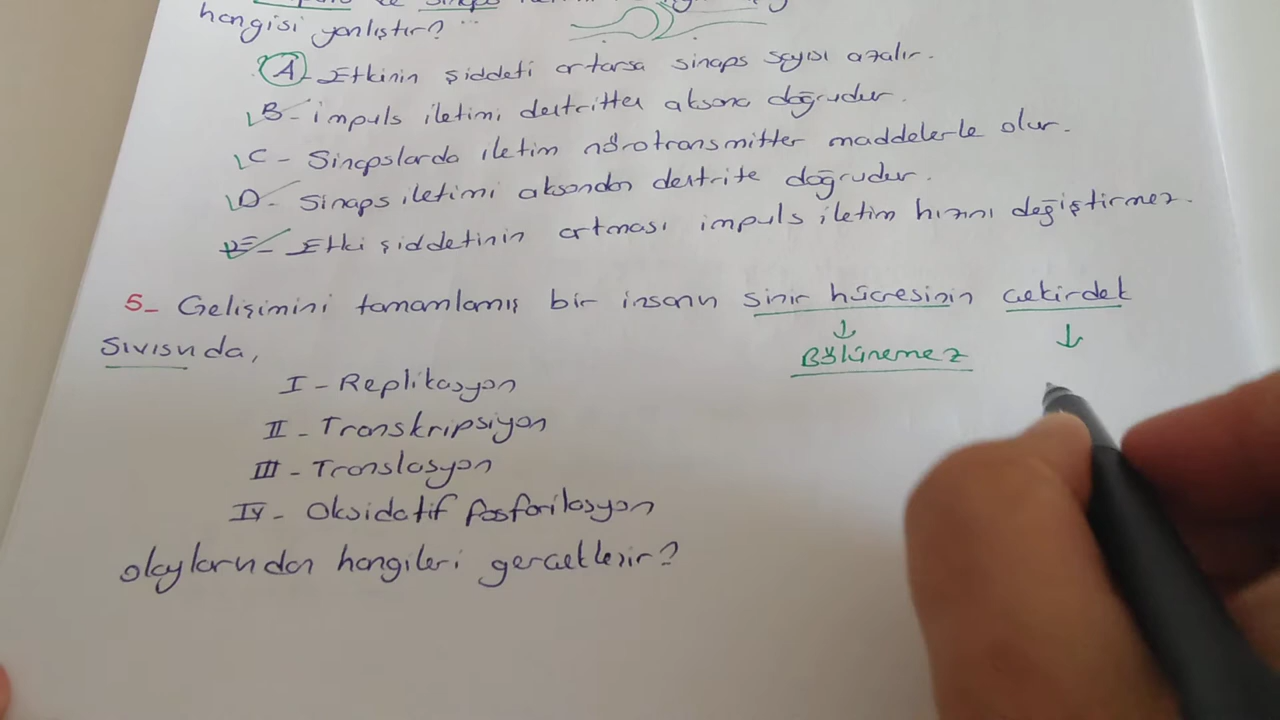 hangisi yanlıştır?
A- Etkinin şiddeti artarsa sinaps sayısı azalır.
B- İmpuls iletimi dentritten aksona doğrudur.
C- Sinapslarda iletim nörotransmitter maddelerle olur.
D- Sinaps iletimi aksondan dentrite doğrudur.
E- Etki şiddetinin artması impuls iletim hızını değiştirmez.
5- Gelişimini tamamlamış bir insanın sinir hücresinin çekirdek
sıvısında,
Bölünemez
I- Replikasyon
II- Transkripsiyon
III- Translasyon
IV- Oksidatif fosforilasyon
olaylarından hangileri gerçekleşir?